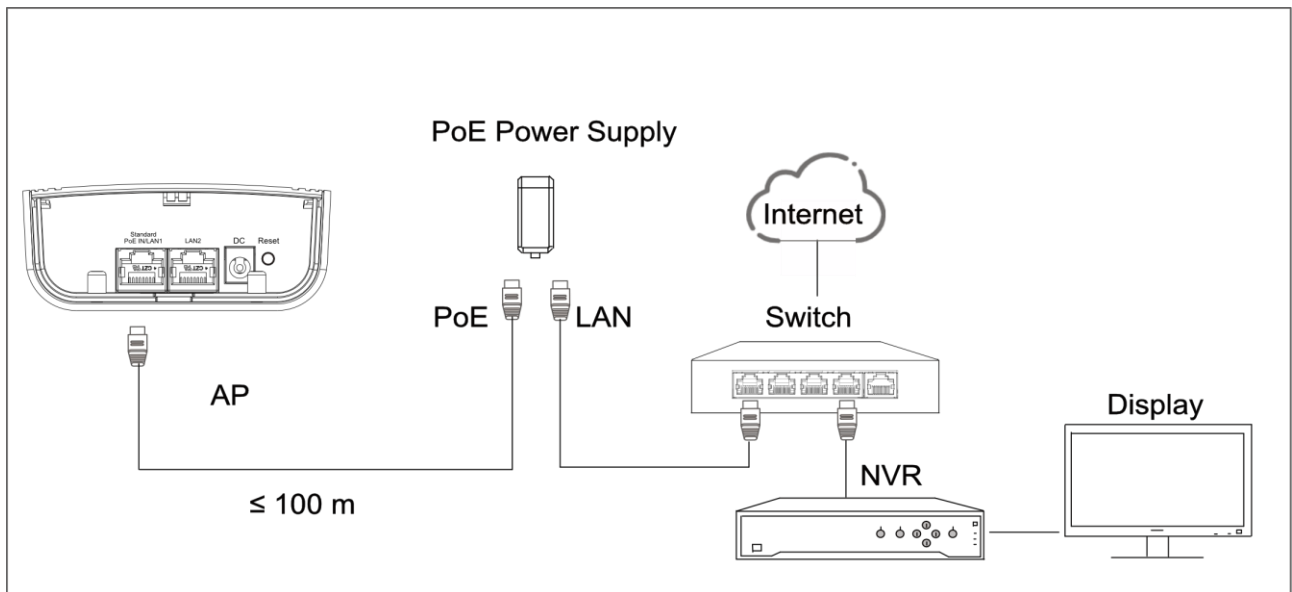 PoE Power Supply
Internet
Standard
PoE IN/LAN1
LAN2
DC
Reset
PoE
LAN
Switch
AP
Display
NVR
≤ 100 m